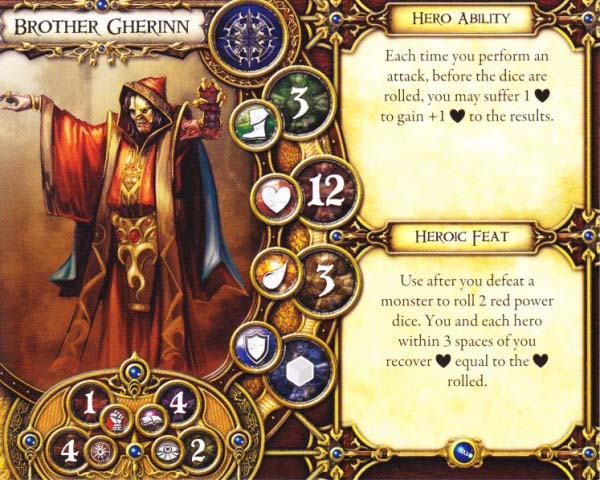 BROTHER GHERINN
3
12
3
1
4
4
2
HERO ABILITY
Each time you perform an
attack, before the dice are
rolled, you may suffer 1 ♥
to gain +1 ♥ to the results.
HEROIC FEAT
Use after you defeat a
monster to roll 2 red power
dice. You and each hero
within 3 spaces of you
recover ♥ equal to the ♥
rolled.